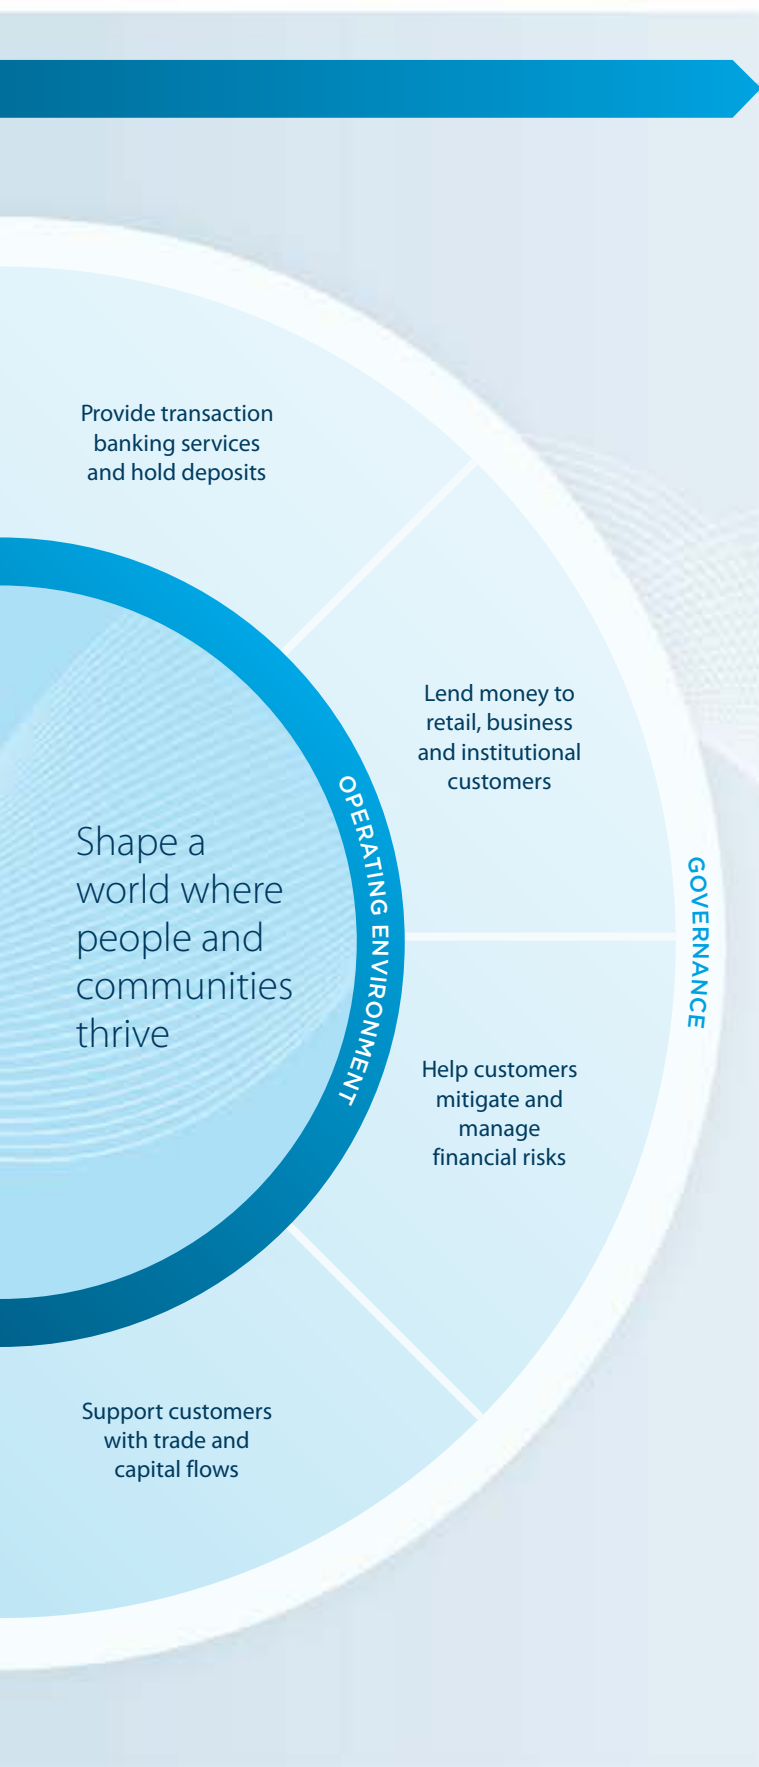 Provide transaction
banking services
and hold deposits
Lend money to
retail, business
and institutional
customers
OPERATING ENVIRONMENT
Shape a
world where
people and
communities
thrive
GOVERNANCE
Help customers
mitigate and
manage
financial risks
Support customers
with trade and
capital flows